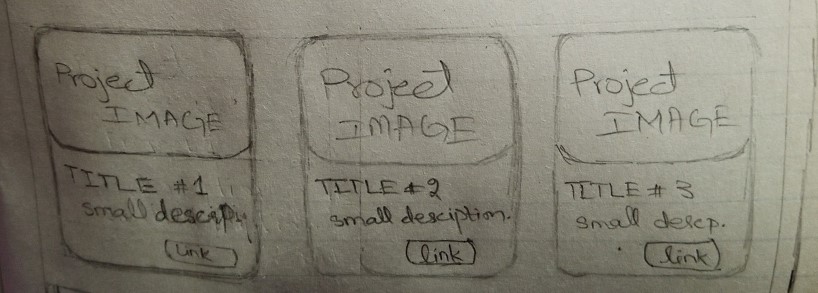 Project
IMAGE
TITLE #1
small
Link
Project
IMAGE
TITLE #2
small desciption.
link
Project
IMAGE
TITLE # 3
small descp.
link